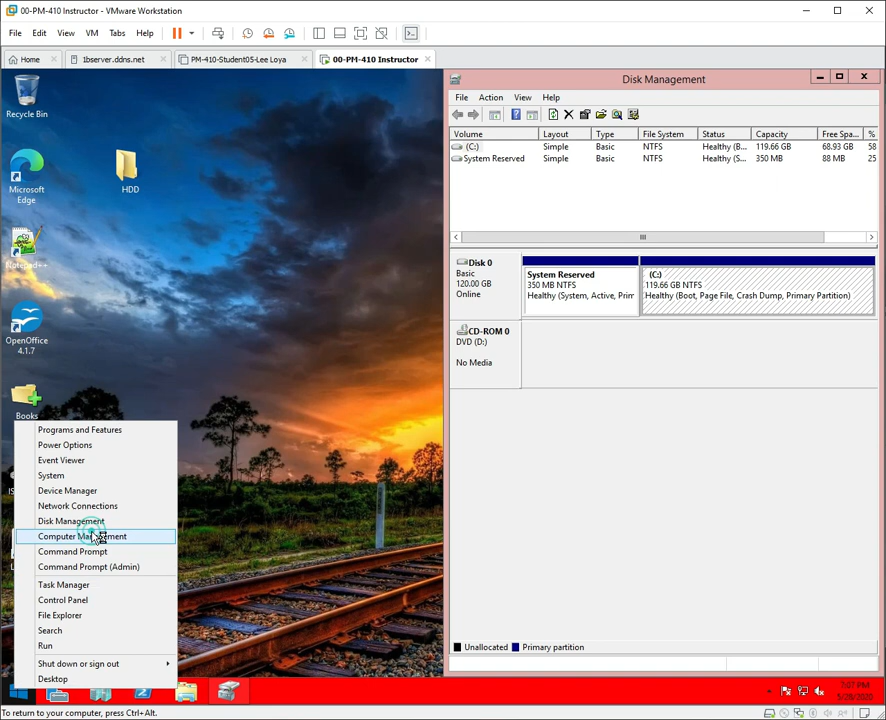 00-PM-410 Instructor - VMware Workstation
File Edit View VM Tabs Help
Home 1bserver.ddns.net PM-410-Student05-Lee Loya 00-PM-410 Instructor
Recycle Bin
Microsoft
Edge
HDD
Notepad++
OpenOffice
4.1.7
Books
Programs and Features
Power Options
Event Viewer
System
Device Manager
Network Connections
Disk Management
Computer Management
Command Prompt
Command Prompt (Admin)
Task Manager
Control Panel
File Explorer
Search
Run
Shut down or sign out
Desktop
Disk Management
File Action View Help
Volume Layout Type File System Status Capacity Free Spa... %
(C:) Simple Basic NTFS Healthy (B... 119.66 GB 68.93 GB 58
System Reserved Simple Basic NTFS Healthy (S... 350 MB 88 MB 25
Disk 0
Basic
120.00 GB
Online
System Reserved
350 MB NTFS
Healthy (System, Active, Prim
(C:)
119.66 GB NTFS
Healthy (Boot, Page File, Crash Dump, Primary Partition)
CD-ROM 0
DVD (D:)
No Media
Unallocated Primary partition
7:07 PM
5/28/2020
To return to your computer, press Ctrl+Alt.